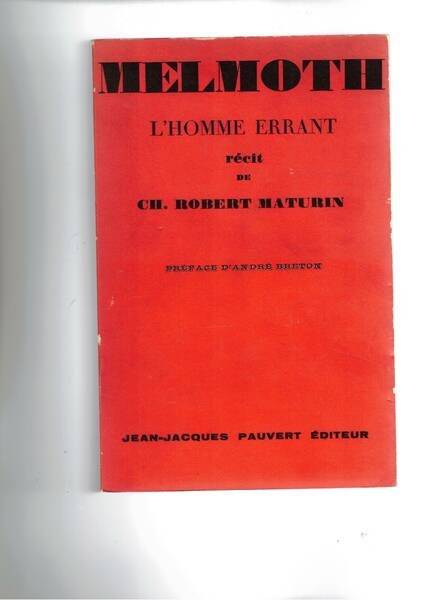 MELMOTH
L'HOMME ERRANT
récit
DE
CH. ROBERT MATURIN
PRÉFACE D'ANDRÉ BRETON
JEAN-JACQUES PAUVERT ÉDITEUR